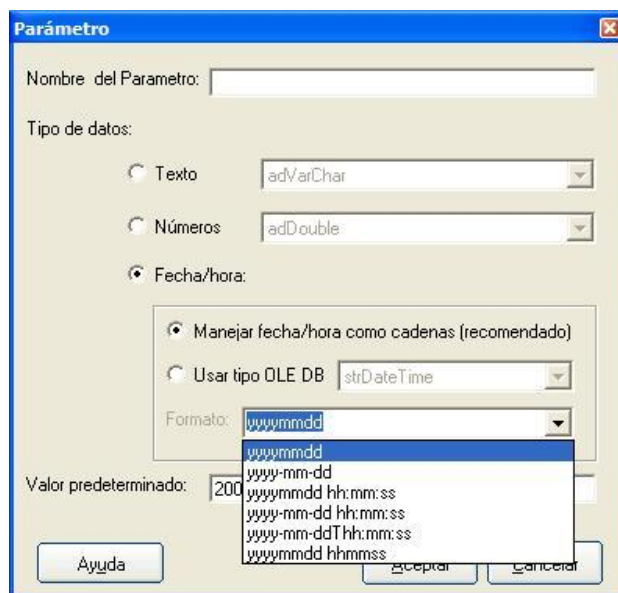 Parámetro
Nombre del Parametro:
Tipo de datos:
Texto adVarChar
Números adDouble
Fecha/hora:
Manejar fecha/hora como cadenas (recomendado)
Usar tipo OLE DB strDateTime
Formato: yyyymmdd
yyyymmdd
yyyy-mm-dd
Valor predeterminado: 200
yyyymmdd hh:mm:ss
yyyy-mm-dd hh:mm:ss
yyyy-mm-ddThh:mm:ss
yyyymmdd hhmmss
Ayuda Aceptar Cancelar